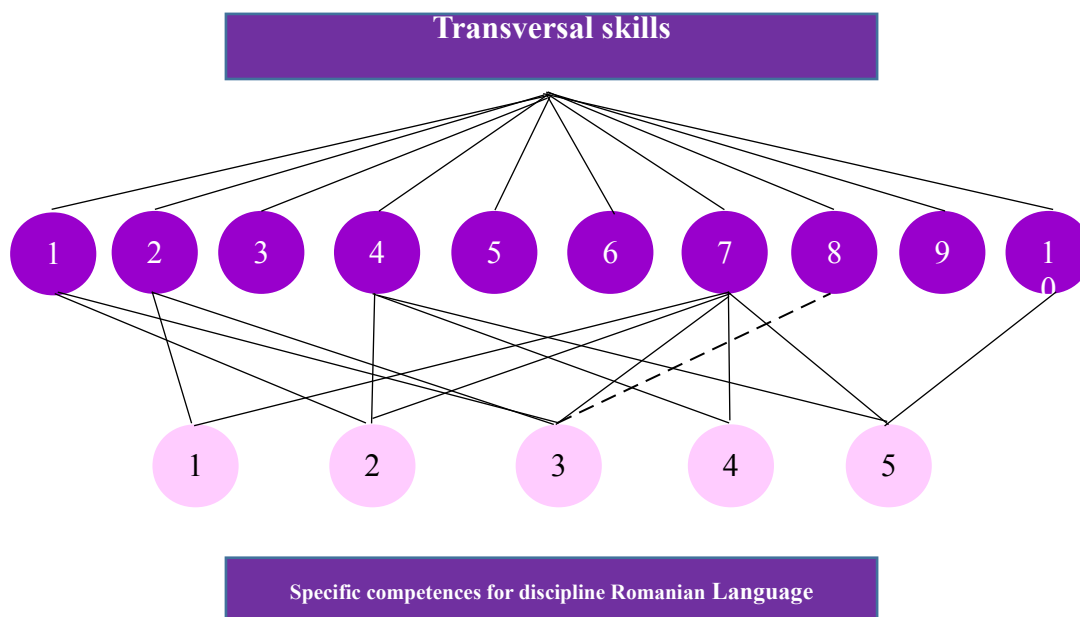 Transversal skills
1 2 3 4 5 6 7 8 9 1
0
1 2 3 4 5
Specific competences for discipline Romanian Language